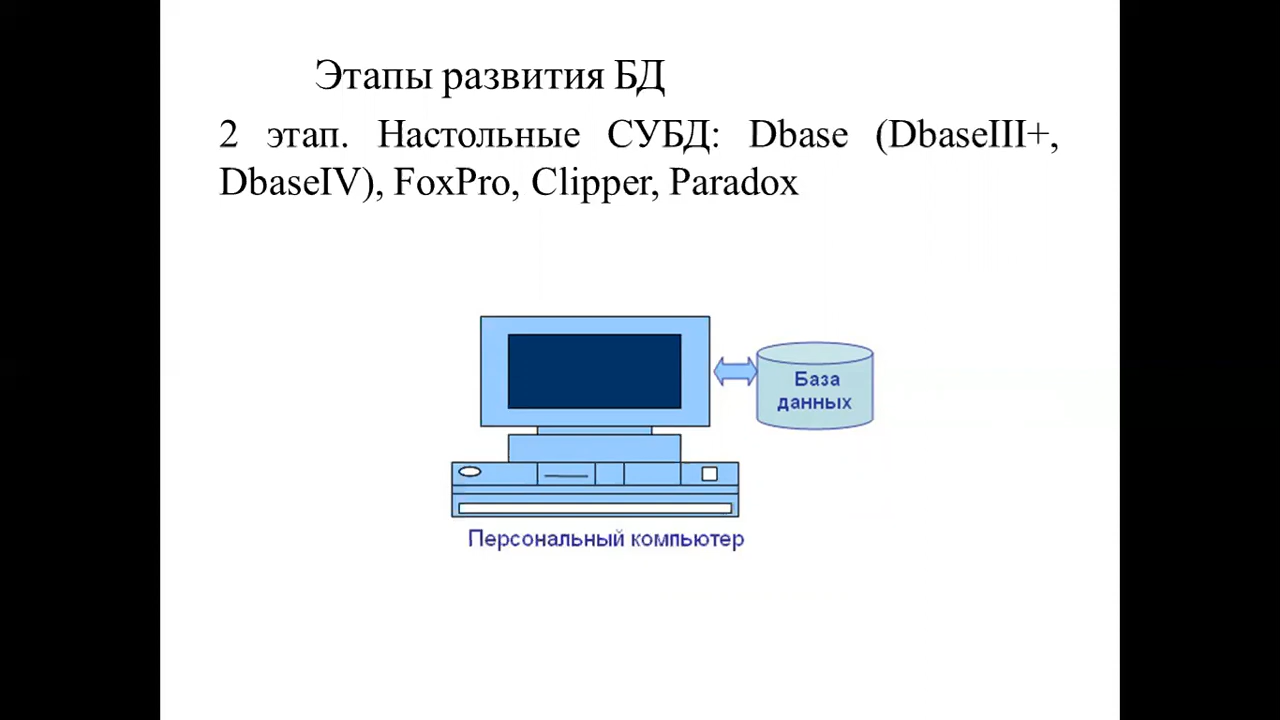 Этапы развития БД
2 этап. Настольные СУБД: Dbase (DbaseIII+,
DbaseIV), FoxPro, Clipper, Paradox
База
данных
Персональный компьютер